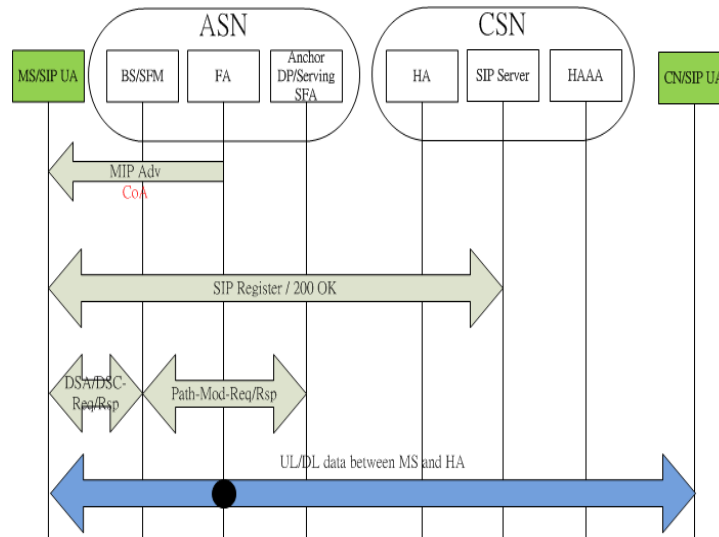 ASN
CSN
MS/SIP UA
BS/SFM
FA
Anchor
DP/Serving
SFA
HA
SIP Server
HAAA
CN/SIP UA
MIP Adv
CoA
SIP Register / 200 OK
DSA/DSC-
Req/Rsp
Path-Mod-Req/Rsp
UL/DL data between MS and HA